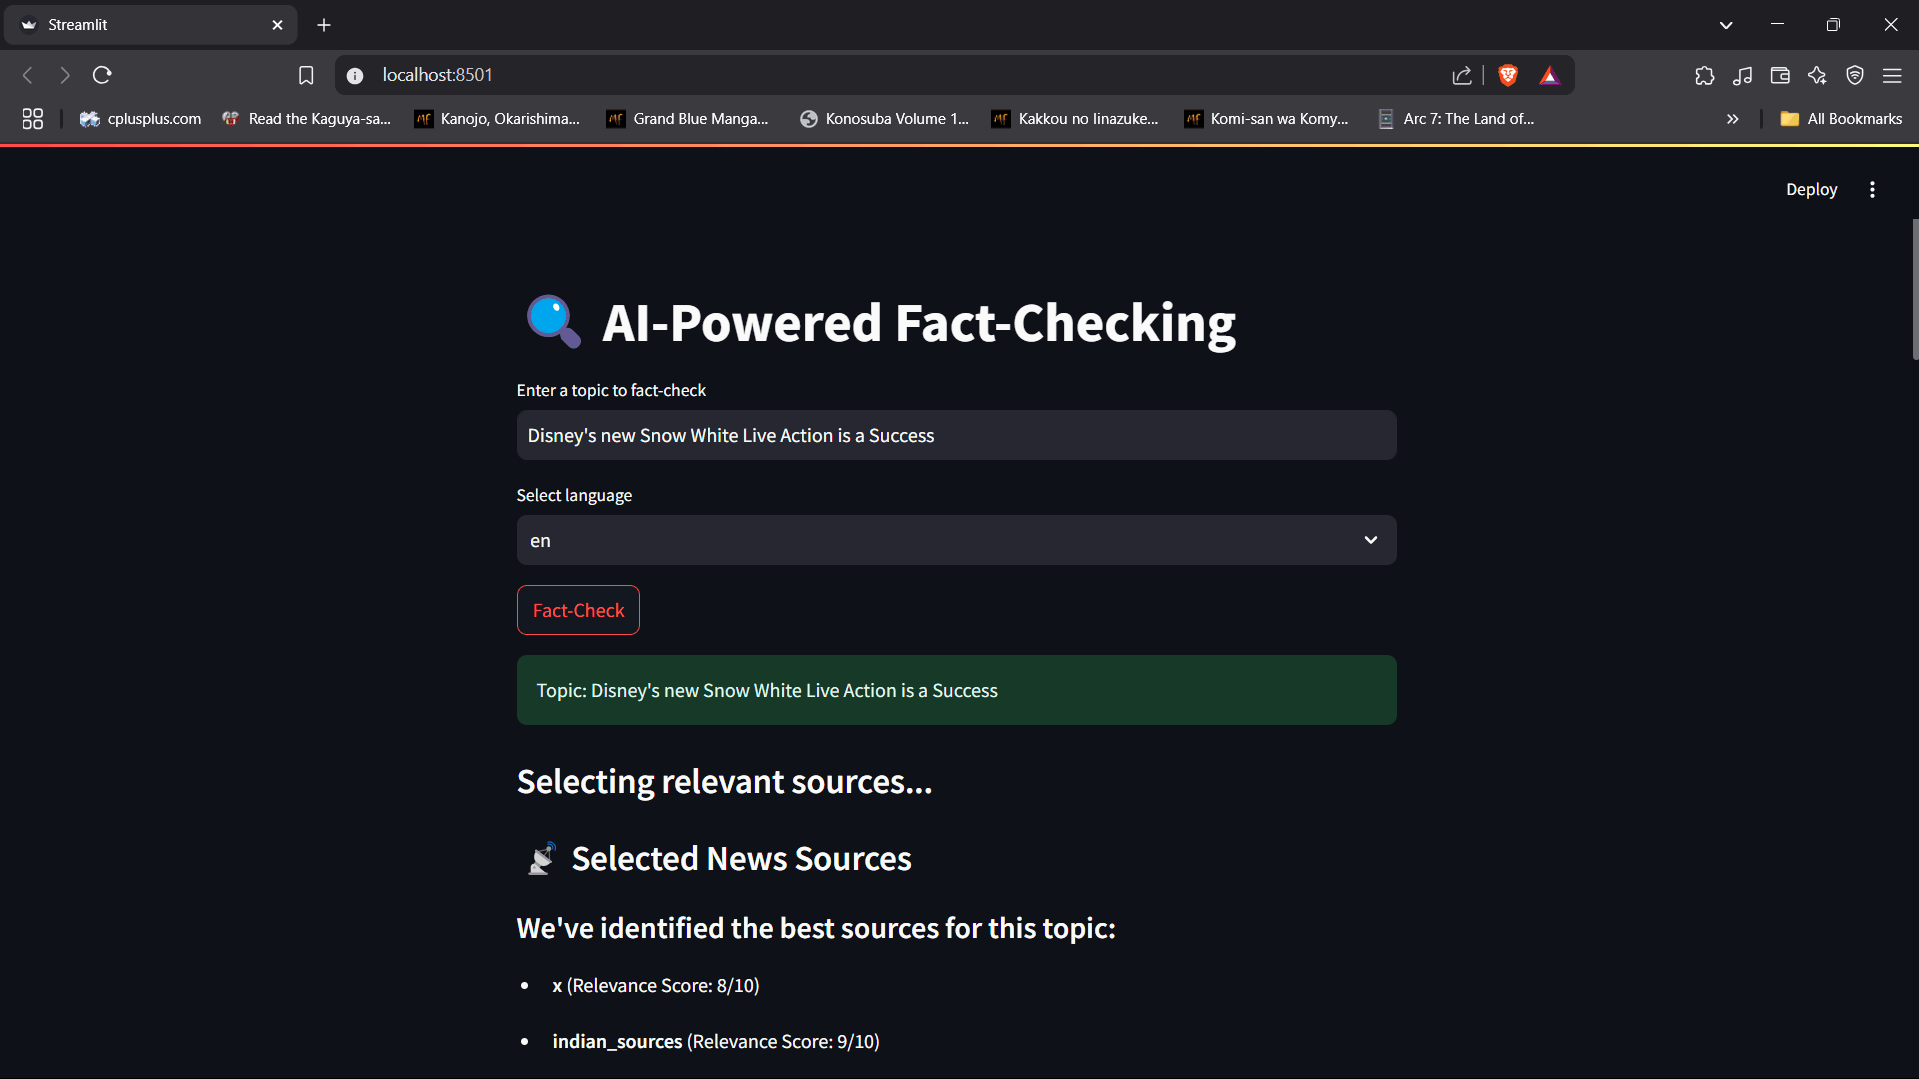 Streamlit
localhost:8501
cplusplus.com
Read the Kaguya-sa...
Kanojo, Okarishima...
Grand Blue Manga...
Konosuba Volume 1...
Kakkou no Iinazuke...
Komi-san wa Komy...
Arc 7: The Land of...
All Bookmarks
Deploy
AI-Powered Fact-Checking
Enter a topic to fact-check
Disney's new Snow White Live Action is a Success
Select language
en
Fact-Check
Topic: Disney's new Snow White Live Action is a Success
Selecting relevant sources...
Selected News Sources
We've identified the best sources for this topic:
• x (Relevance Score: 8/10)
• indian_sources (Relevance Score: 9/10)